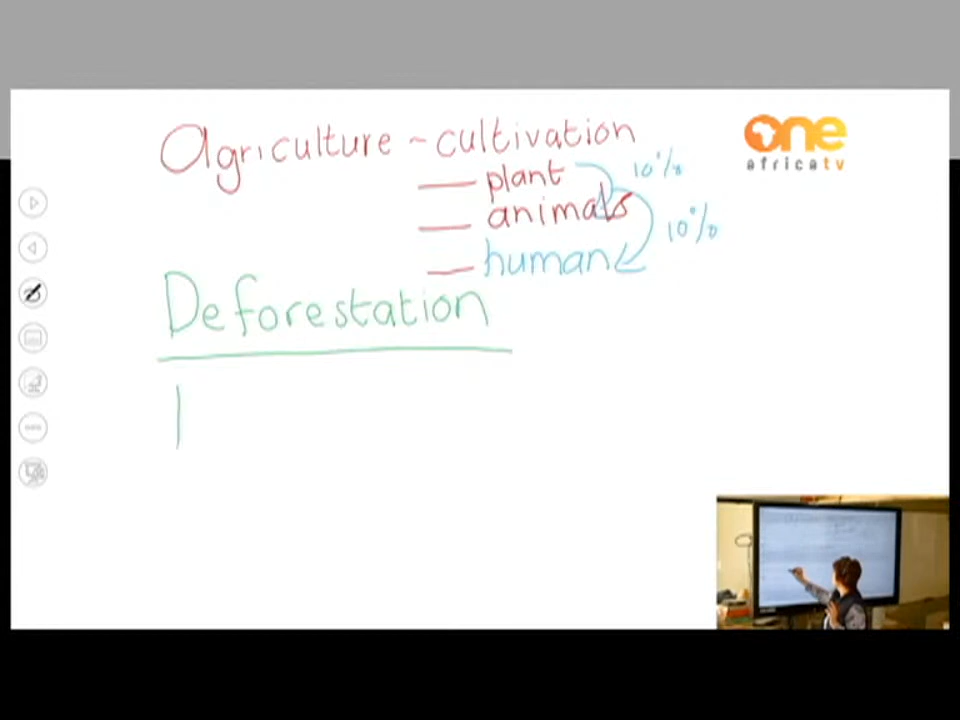 Agriculture - cultivation
one
africa tv
— plant 10%
— animals
10%
— human
Deforestation